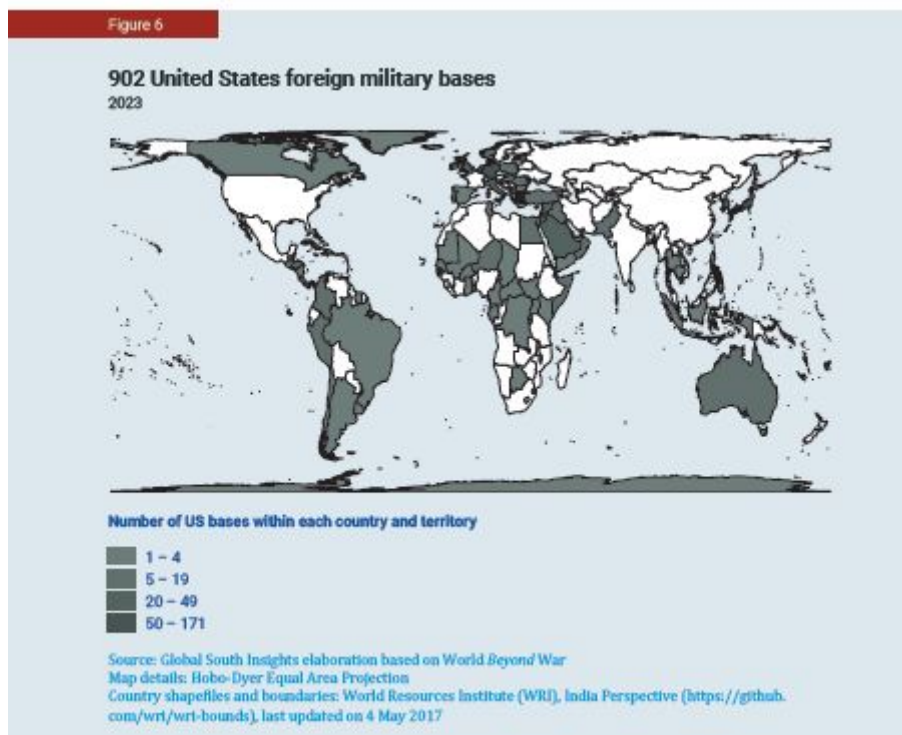 Figure 6
902 United States foreign military bases
2023
Number of US bases within each country and territory
1 – 4
5 – 19
20 – 49
50 – 171
Source: Global South Insights elaboration based on World Beyond War
Map details: Hobo-Dyer Equal Area Projection
Country shapefiles and boundaries: World Resources Institute (WRI), India Perspective (https://github.
com/wri/wri-bounds), last updated on 4 May 2017